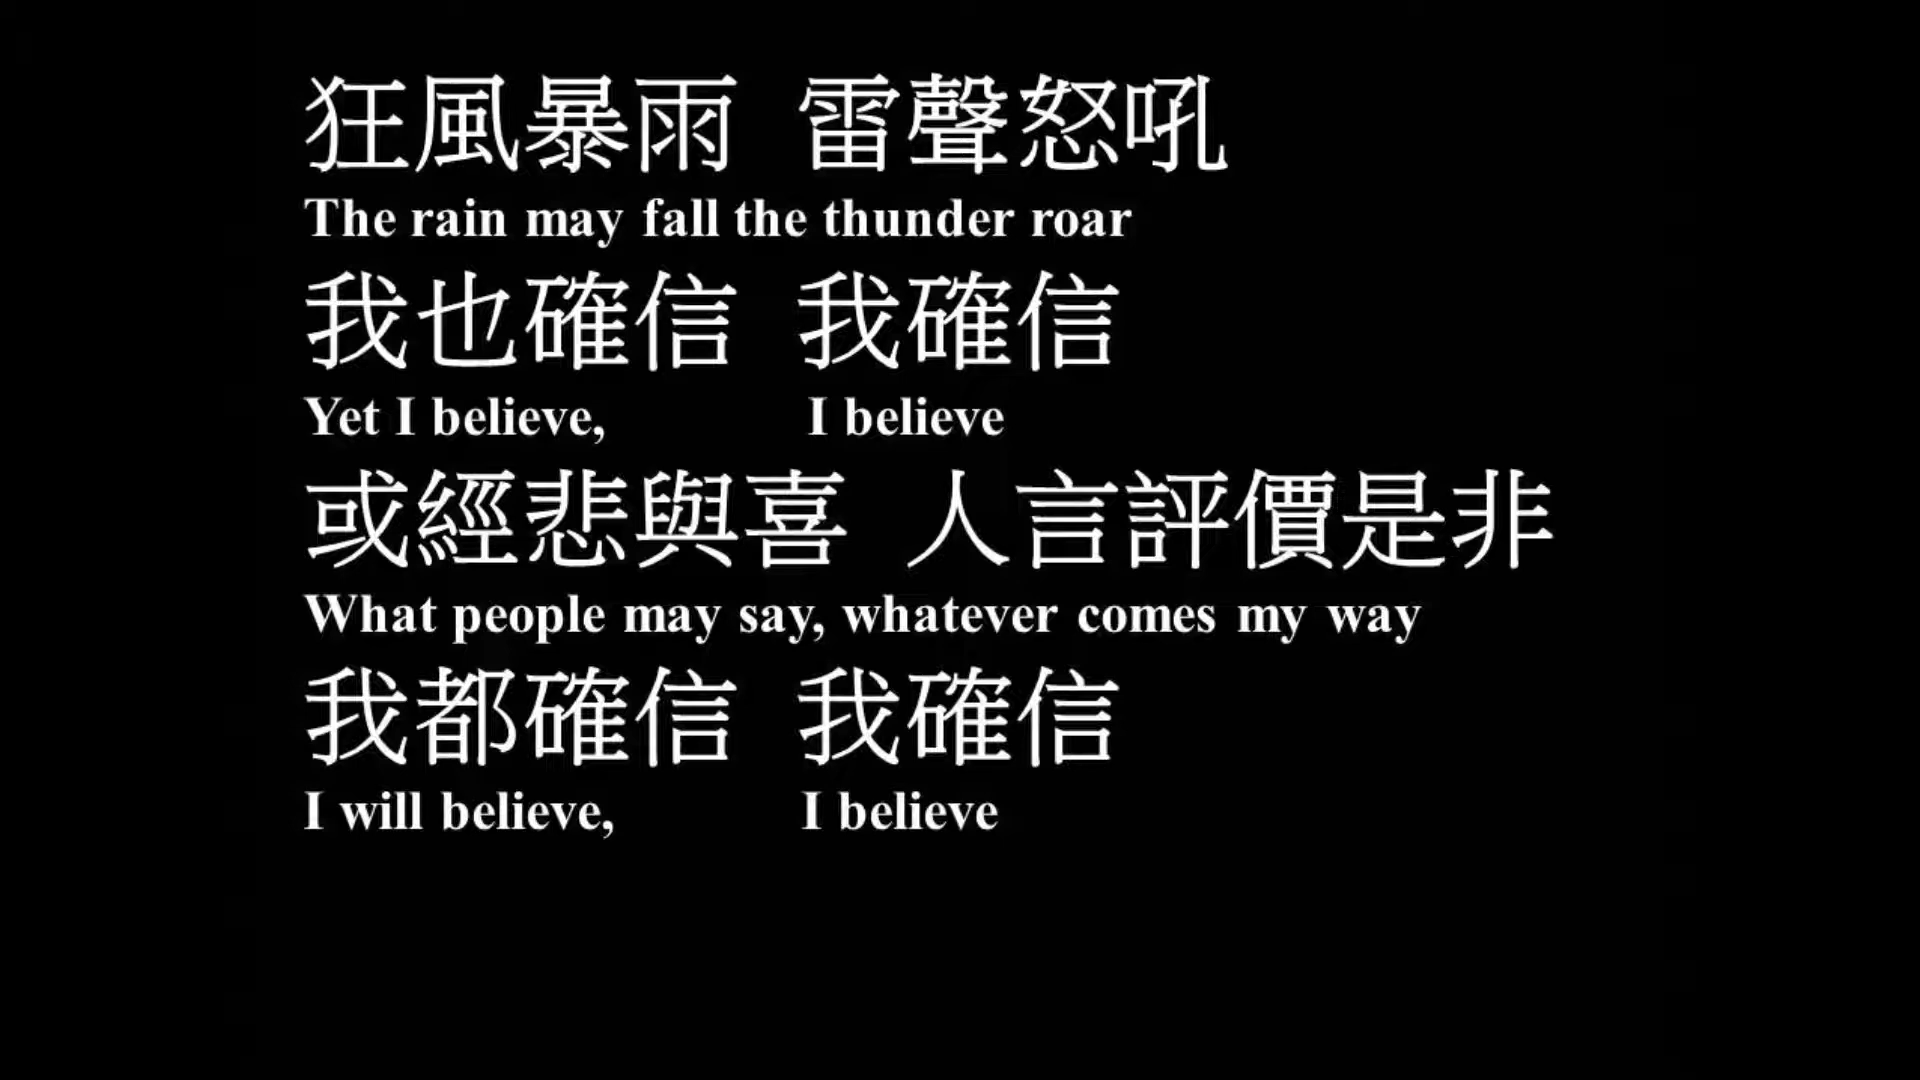 狂風暴雨 雷聲怒吼
The rain may fall the thunder roar
我也確信 我確信
Yet I believe, I believe
或經悲與喜 人言評價是非
What people may say, whatever comes my way
我都確信 我確信
I will believe, I believe